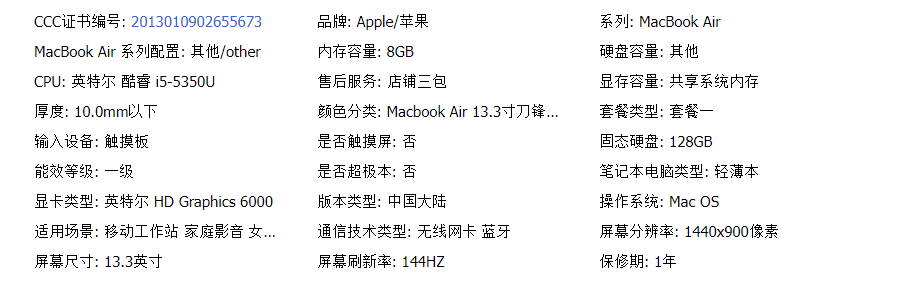 CCC证书编号: 2013010902655673 品牌: Apple/苹果 系列: MacBook Air
MacBook Air 系列配置: 其他/other 内存容量: 8GB 硬盘容量: 其他
CPU: 英特尔 酷睿 i5-5350U 售后服务: 店铺三包 显存容量: 共享系统内存
厚度: 10.0mm以下 颜色分类: Macbook Air 13.3寸刀锋... 套餐类型: 套餐一
输入设备: 触摸板 是否触摸屏: 否 固态硬盘: 128GB
能效等级: 一级 是否超极本: 否 笔记本电脑类型: 轻薄本
显卡类型: 英特尔 HD Graphics 6000 版本类型: 中国大陆 操作系统: Mac OS
适用场景: 移动工作站 家庭影音 女... 通信技术类型: 无线网卡 蓝牙 屏幕分辨率: 1440x900像素
屏幕尺寸: 13.3英寸 屏幕刷新率: 144HZ 保修期: 1年